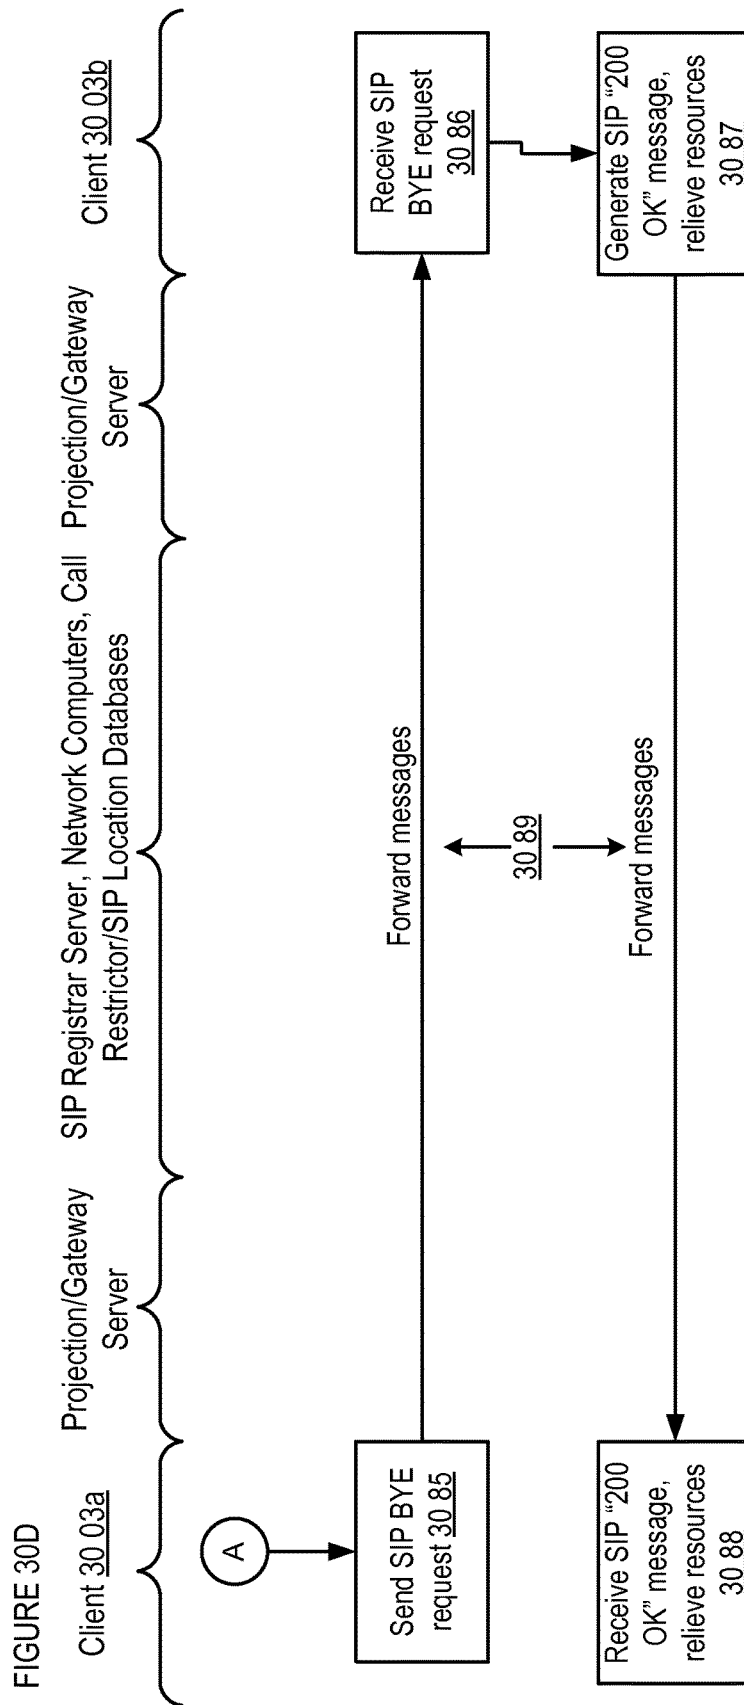 FIGURE 30D
Client 30 03a
Projection/Gateway
Server
SIP Registrar Server, Network Computers, Call
Restrictor/SIP Location Databases
Projection/Gateway
Server
Client 30 03b
A
Send SIP BYE
request 30 85
Forward messages
Receive SIP
BYE request
30 86
30 89
Receive SIP “200
OK” message,
relieve resources
30 88
Forward messages
Generate SIP “200
OK” message,
relieve resources
30 87